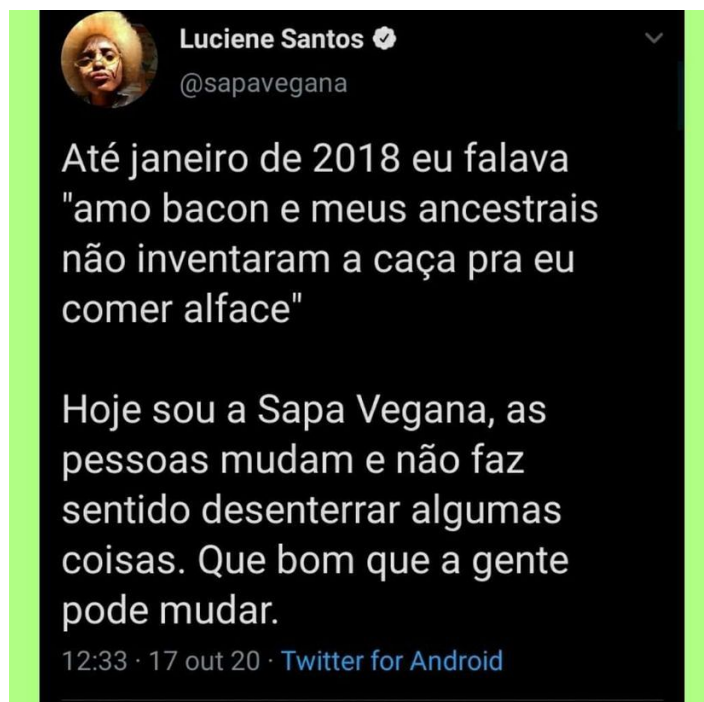 Luciene Santos
@sapavegana
Até janeiro de 2018 eu falava
"amo bacon e meus ancestrais
não inventaram a caça pra eu
comer alface"
Hoje sou a Sapa Vegana, as
pessoas mudam e não faz
sentido desenterrar algumas
coisas. Que bom que a gente
pode mudar.
12:33 · 17 out 20 · Twitter for Android